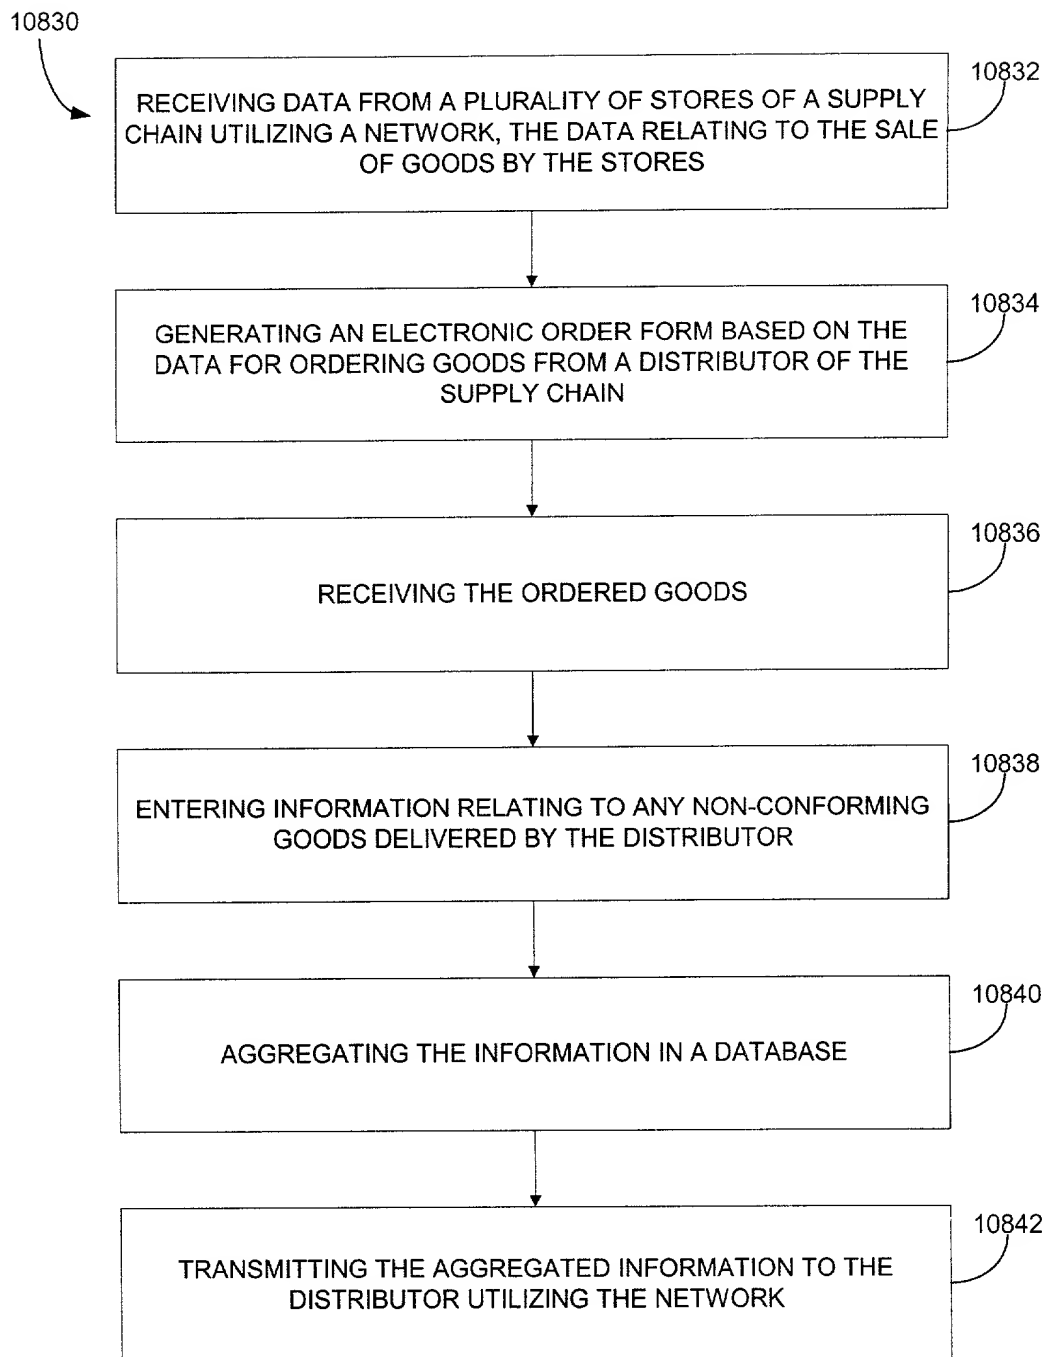 10830
10832
RECEIVING DATA FROM A PLURALITY OF STORES OF A SUPPLY
CHAIN UTILIZING A NETWORK, THE DATA RELATING TO THE SALE
OF GOODS BY THE STORES
10834
GENERATING AN ELECTRONIC ORDER FORM BASED ON THE
DATA FOR ORDERING GOODS FROM A DISTRIBUTOR OF THE
SUPPLY CHAIN
10836
RECEIVING THE ORDERED GOODS
10838
ENTERING INFORMATION RELATING TO ANY NON-CONFORMING
GOODS DELIVERED BY THE DISTRIBUTOR
10840
AGGREGATING THE INFORMATION IN A DATABASE
10842
TRANSMITTING THE AGGREGATED INFORMATION TO THE
DISTRIBUTOR UTILIZING THE NETWORK